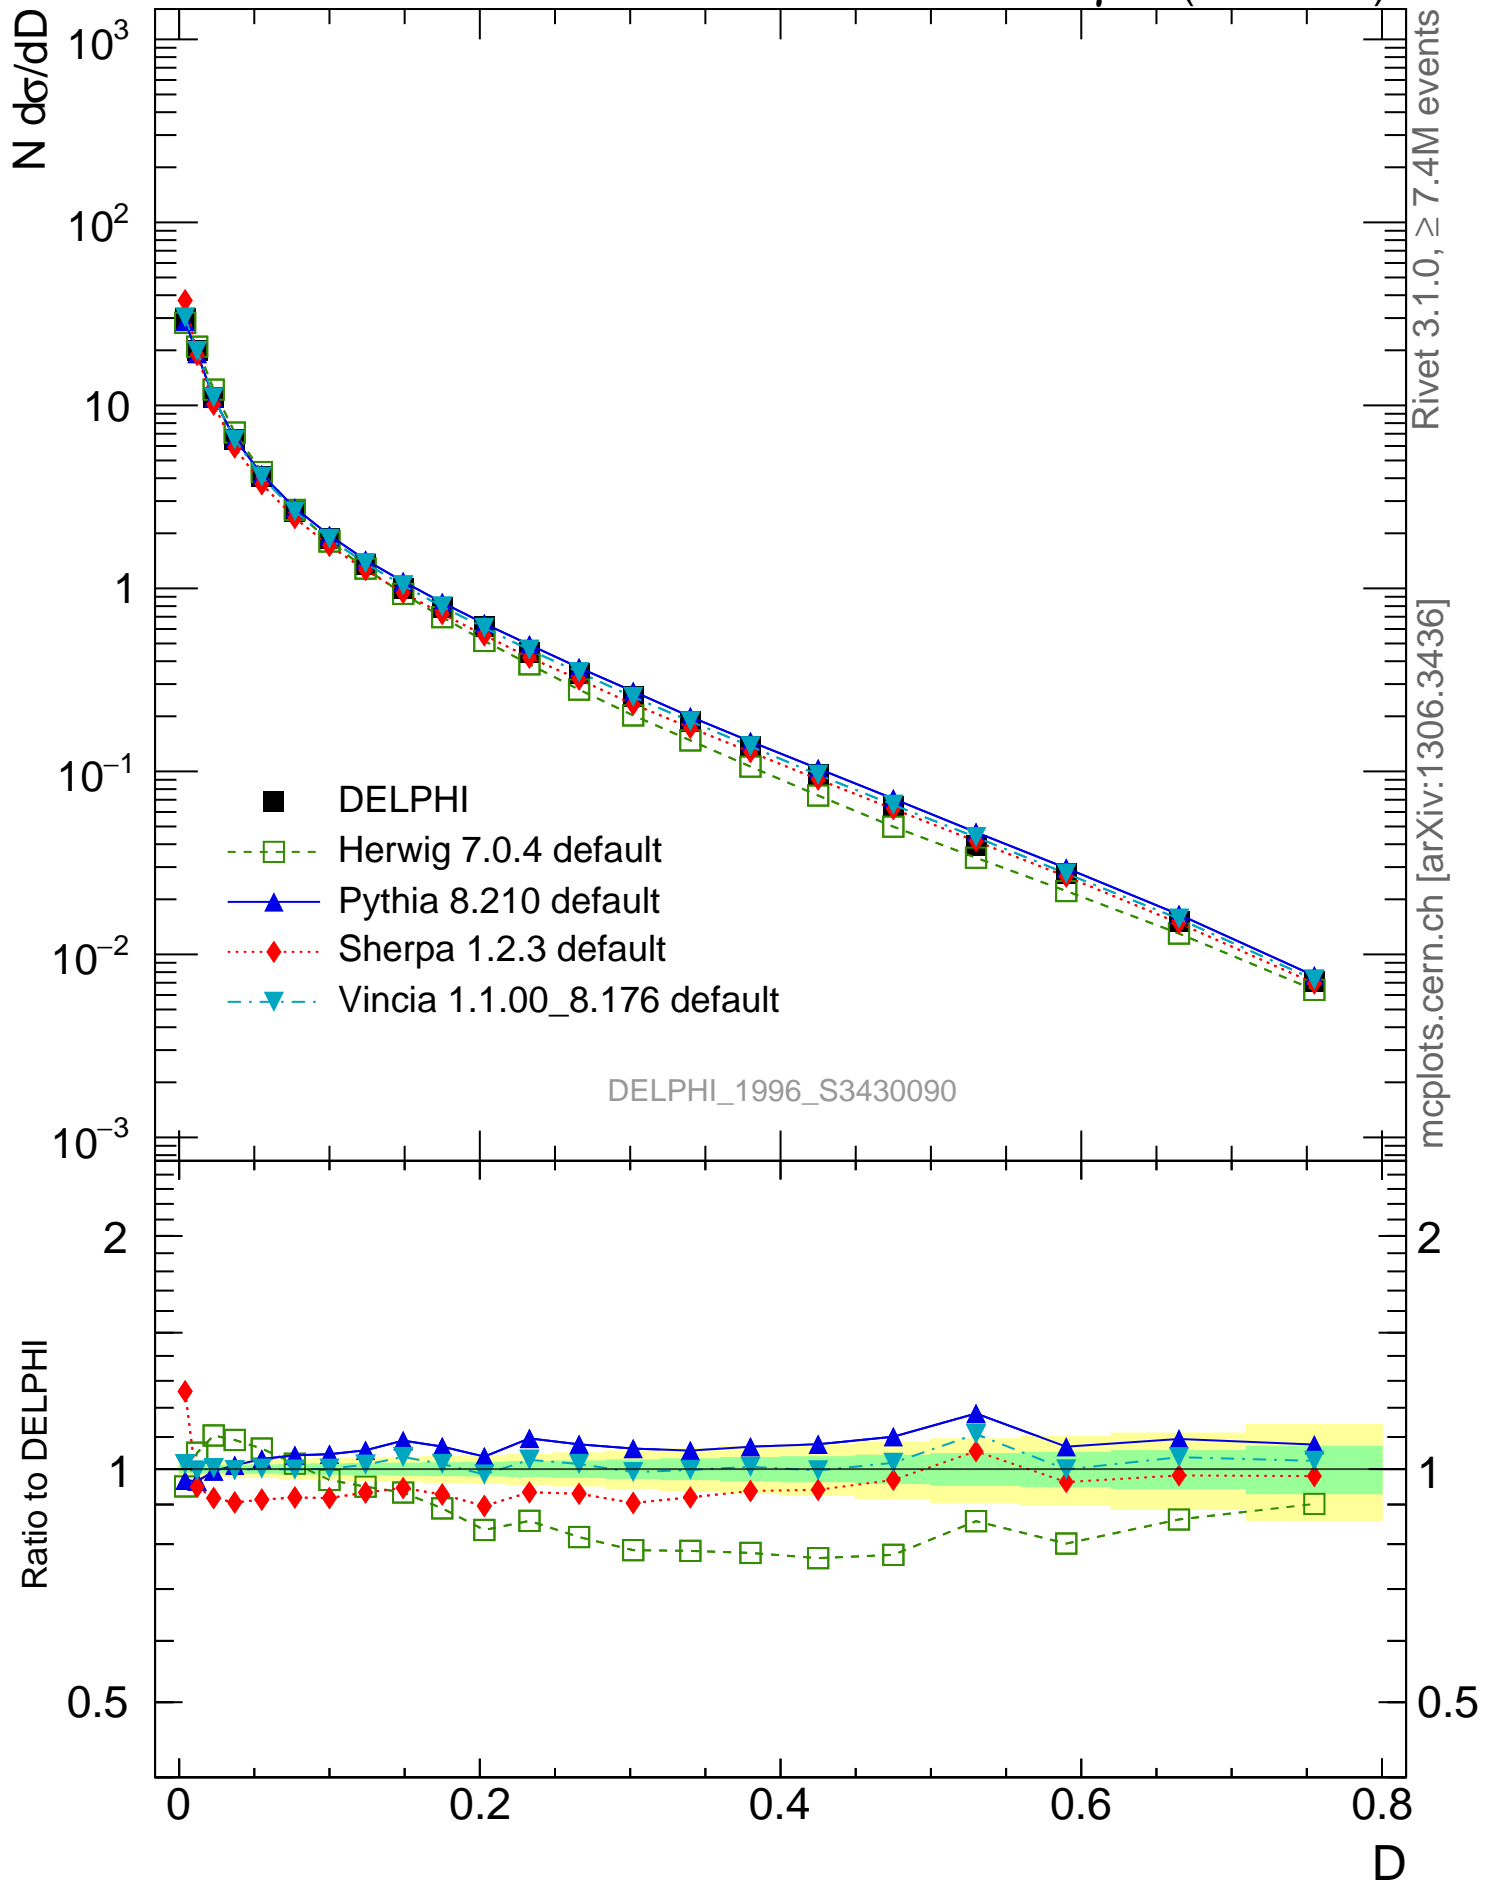 N dσ/dD
10³
10²
10
1
10⁻¹
10⁻²
10⁻³
DELPHI
Herwig 7.0.4 default
Pythia 8.210 default
Sherpa 1.2.3 default
Vincia 1.1.00_8.176 default
DELPHI_1996_S3430090
Rivet 3.1.0, ≥ 7.4M events
mcplots.cern.ch [arXiv:1306.3436]
Ratio to DELPHI
2
1
0.5
2
1
0.5
0 0.2 0.4 0.6 0.8
D